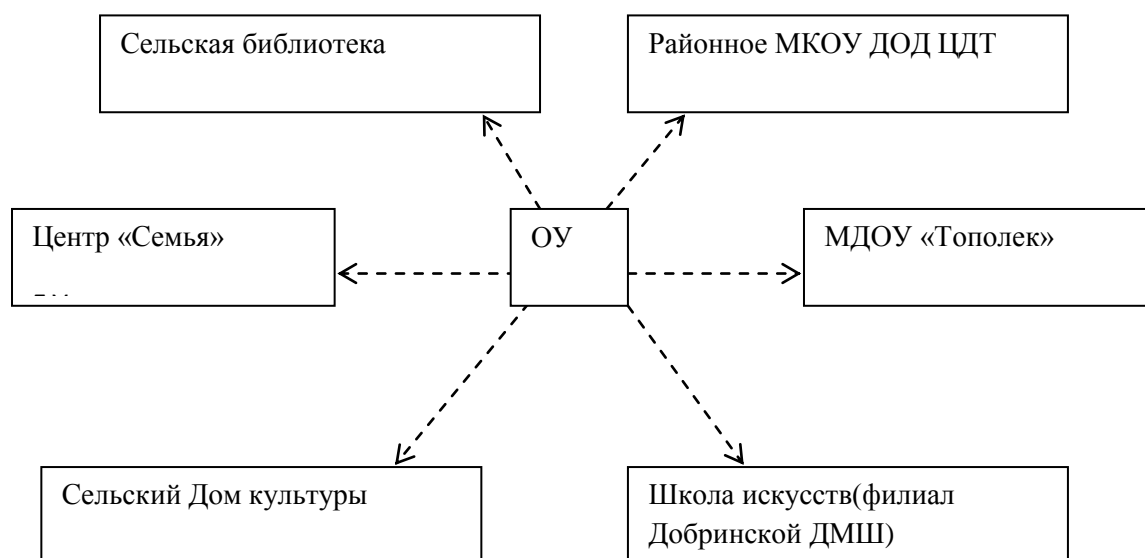 Сельская библиотека
Районное МКОУ ДОД ЦДТ
Центр «Семья»
ОУ
МДОУ «Тополек»
Сельский Дом культуры
Школа искусств(филиал
Добринской ДМШ)